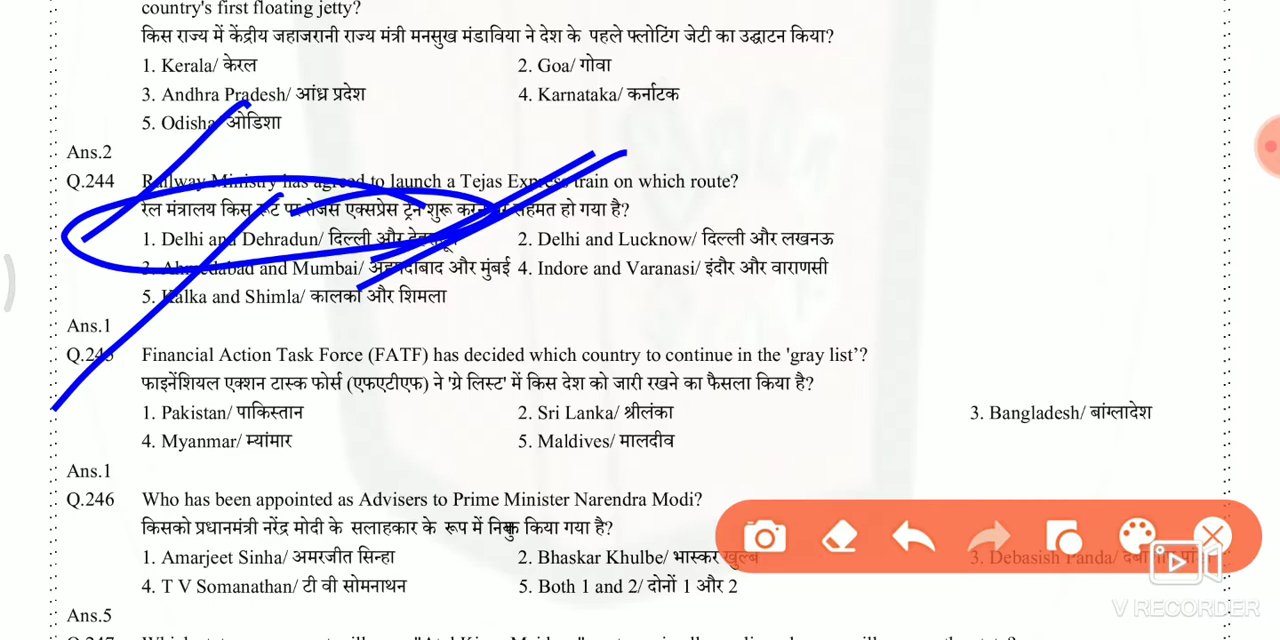 country's first floating jetty?
किस राज्य में केंद्रीय जहाजरानी राज्य मंत्री मनसुख मंडाविया ने देश के पहले फ्लोटिंग जेटी का उद्घाटन किया?
1. Kerala/ केरल 2. Goa/ गोवा
3. Andhra Pradesh/ आंध्र प्रदेश 4. Karnataka/ कर्नाटक
5. Odisha/ ओडिशा
Ans.2
Q.244 Railway Ministry has agreed to launch a Tejas Express train on which route?
रेल मंत्रालय किस रूट पर तेजस एक्सप्रेस ट्रेन शुरू करने पर सहमत हो गया है?
1. Delhi and Dehradun/ दिल्ली और देहरादून 2. Delhi and Lucknow/ दिल्ली और लखनऊ
3. Ahmedabad and Mumbai/ अहमदाबाद और मुंबई 4. Indore and Varanasi/ इंदौर और वाराणसी
5. Kalka and Shimla/ कालका और शिमला
Ans.1
Q.245 Financial Action Task Force (FATF) has decided which country to continue in the 'gray list'?
फाइनेंशियल एक्शन टास्क फोर्स (एफएटीएफ) ने 'ग्रे लिस्ट' में किस देश को जारी रखने का फैसला किया है?
1. Pakistan/ पाकिस्तान 2. Sri Lanka/ श्रीलंका 3. Bangladesh/ बांग्लादेश
4. Myanmar/ म्यांमार 5. Maldives/ मालदीव
Ans.1
Q.246 Who has been appointed as Advisers to Prime Minister Narendra Modi?
किसको प्रधानमंत्री नरेंद्र मोदी के सलाहकार के रूप में नियुक्त किया गया है?
1. Amarjeet Sinha/ अमरजीत सिन्हा 2. Bhaskar Khulbe/ भास्कर खुल्बे 3. Debasish Panda/
4. T V Somanathan/ टी वी सोमनाथन 5. Both 1 and 2/ दोनों 1 और 2
V RECORDER
Ans.5